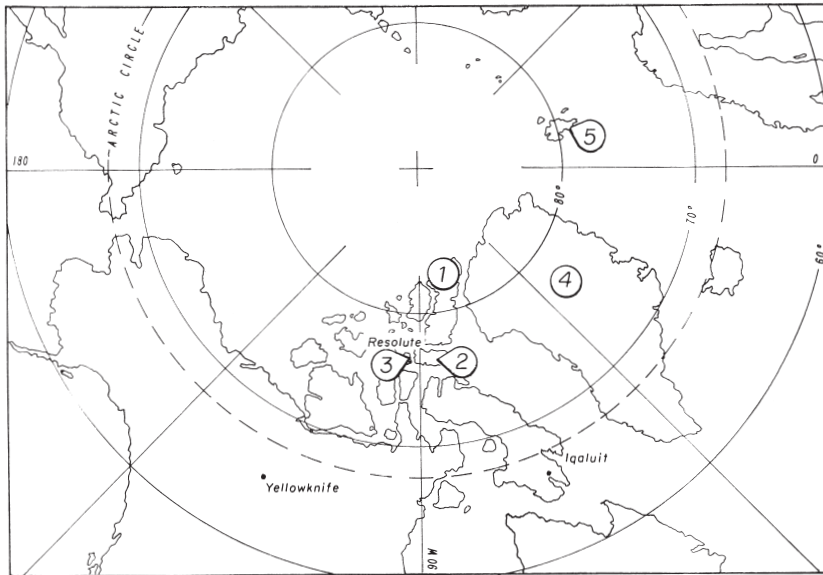 ARCTIC CIRCLE
180
0
5
80°
70°
60°
1
4
Resolute
3
2
Iqaluit
Yellowknife
90 W